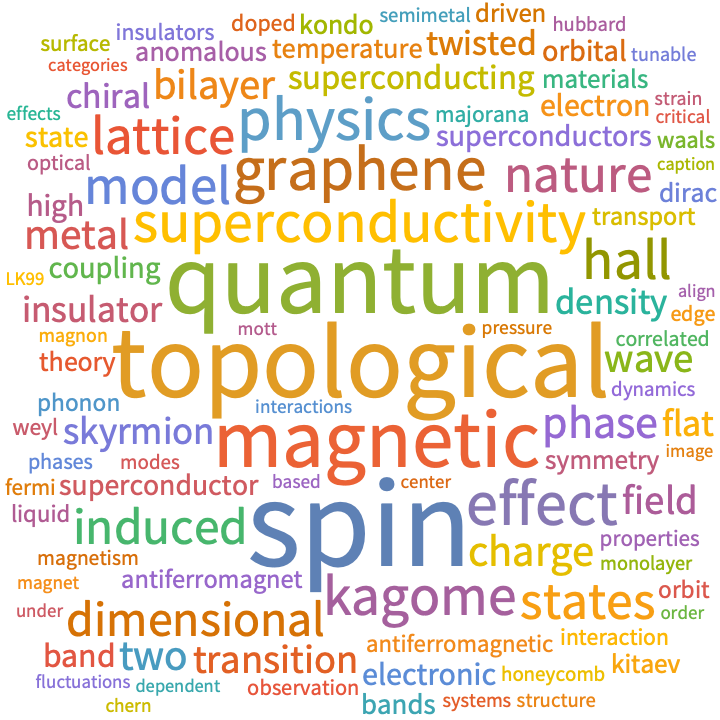 semimetal driven
insulators doped kondo hubbard
surface anomalous temperature twisted orbital tunable
categories
chiral bilayer superconducting materials
effects lattice physics majorana electron strain
state superconductors critical
waals
optical model graphene nature caption
dirac
high superconductivity transport
metal
LK99 coupling quantum hall
insulator density align
edge
magnon mott pressure correlated
theory topological wave
phonon interactions dynamics
weyl skyrmion magnetic phase flat
phases modes symmetry image
fermi superconductor based center
liquid induced spin effect field
charge properties
magnetism monolayer
magnet antiferromagnet kagome states orbit
under dimensional order
antiferromagnetic interaction
band two transition electronic honeycomb kitaev
fluctuations dependent observation
chern bands systems structure